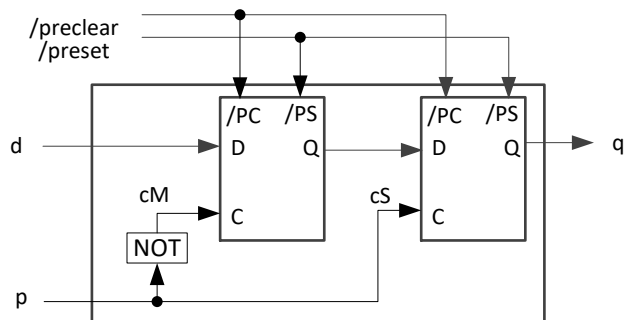 /preclear
/preset
/PC /PS
/PC /PS
d
D Q
D Q
q
cM
cS
C
C
NOT
p